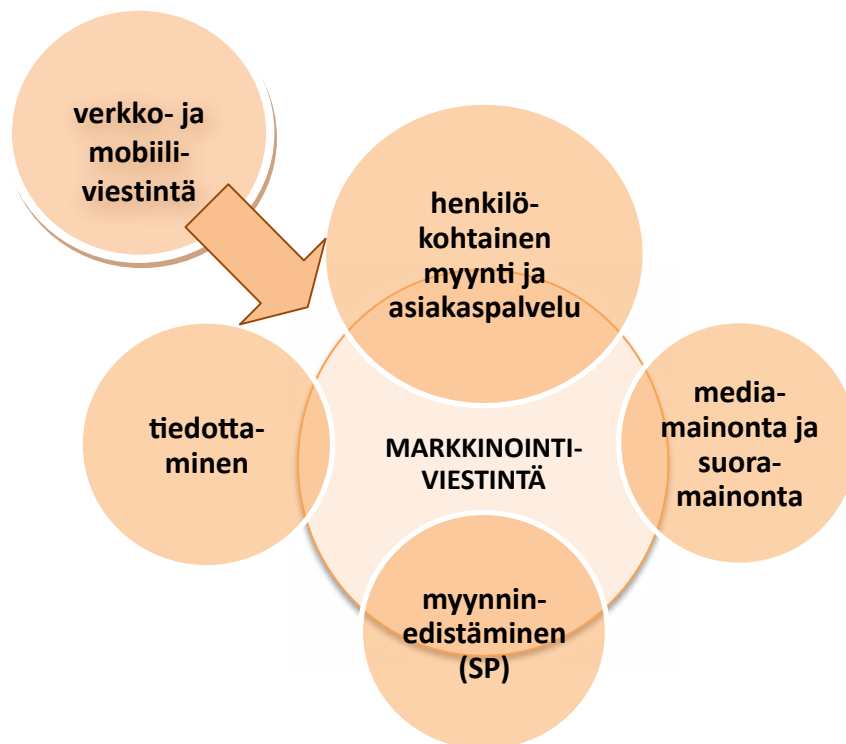 verkko- ja
mobiili-
viestintä
henkilö-
kohtainen
myynti ja
asiakaspalvelu
tiedotta-
minen
MARKKINOINTI-
VIESTINTÄ
media-
mainonta ja
suora-
mainonta
myynnin-
edistäminen
(SP)